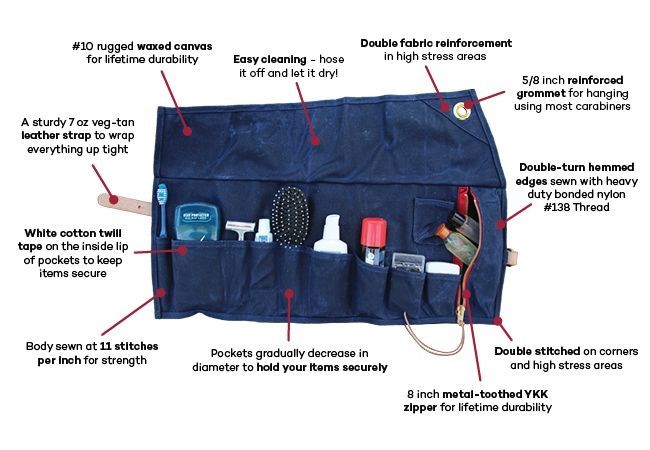 #10 rugged waxed canvas
for lifetime durability
Easy cleaning – hose
it off and let it dry!
Double fabric reinforcement
in high stress areas
5/8 inch reinforced
grommet for hanging
using most carabiners
A sturdy 7 oz veg-tan
leather strap to wrap
everything up tight
Double-turn hemmed
edges sewn with heavy
duty bonded nylon
#138 Thread
White cotton twill
tape on the inside lip
of pockets to keep
items secure
Body sewn at 11 stitches
per inch for strength
Pockets gradually decrease in
diameter to hold your items securely
Double stitched on corners
and high stress areas
8 inch metal-toothed YKK
zipper for lifetime durability